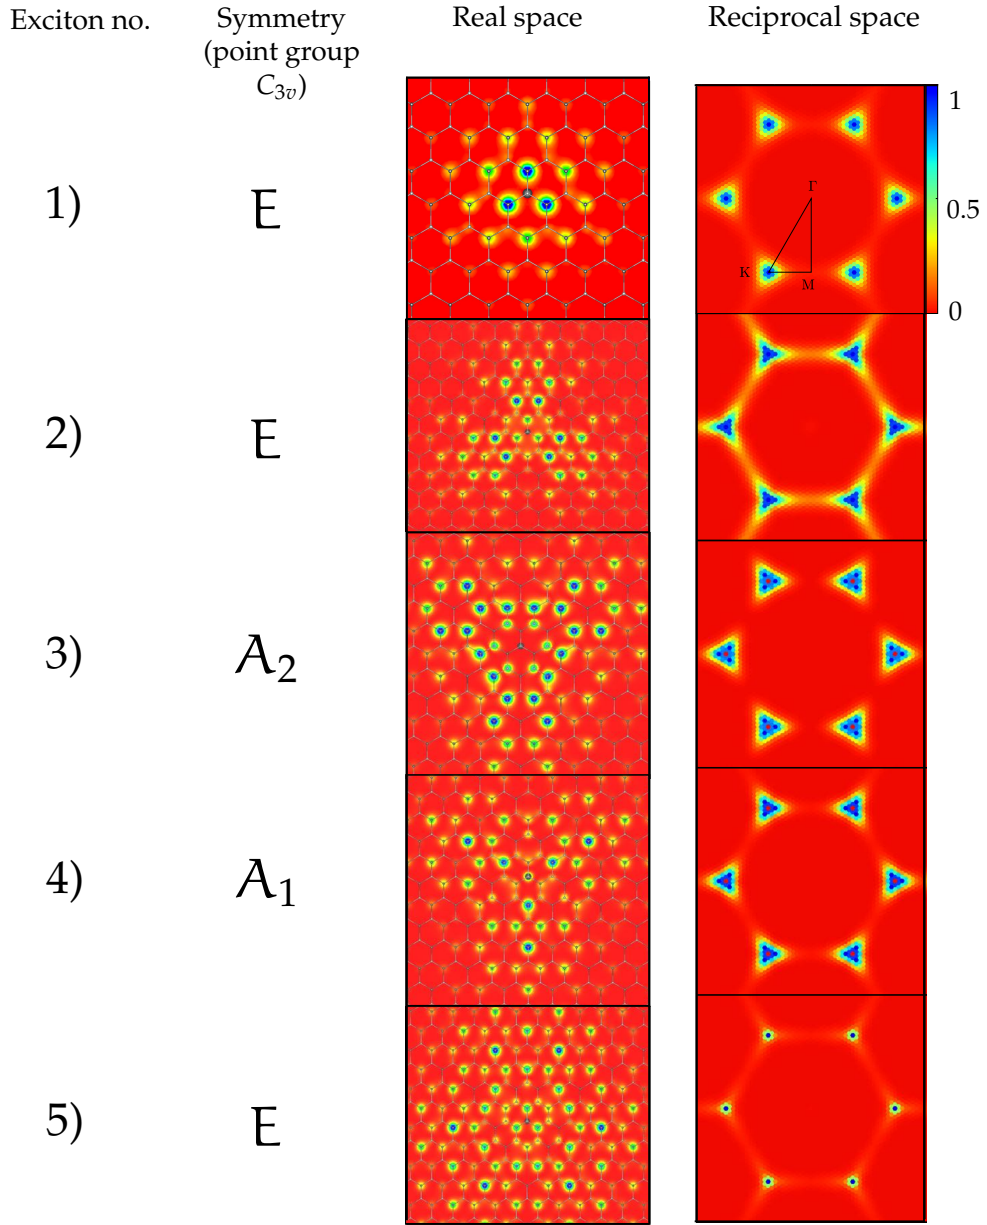 Exciton no.
Symmetry
(point group
C3v)
Real space
Reciprocal space
1)
E
Γ
K
M
1
0.5
0
2)
E
3)
A2
4)
A1
5)
E